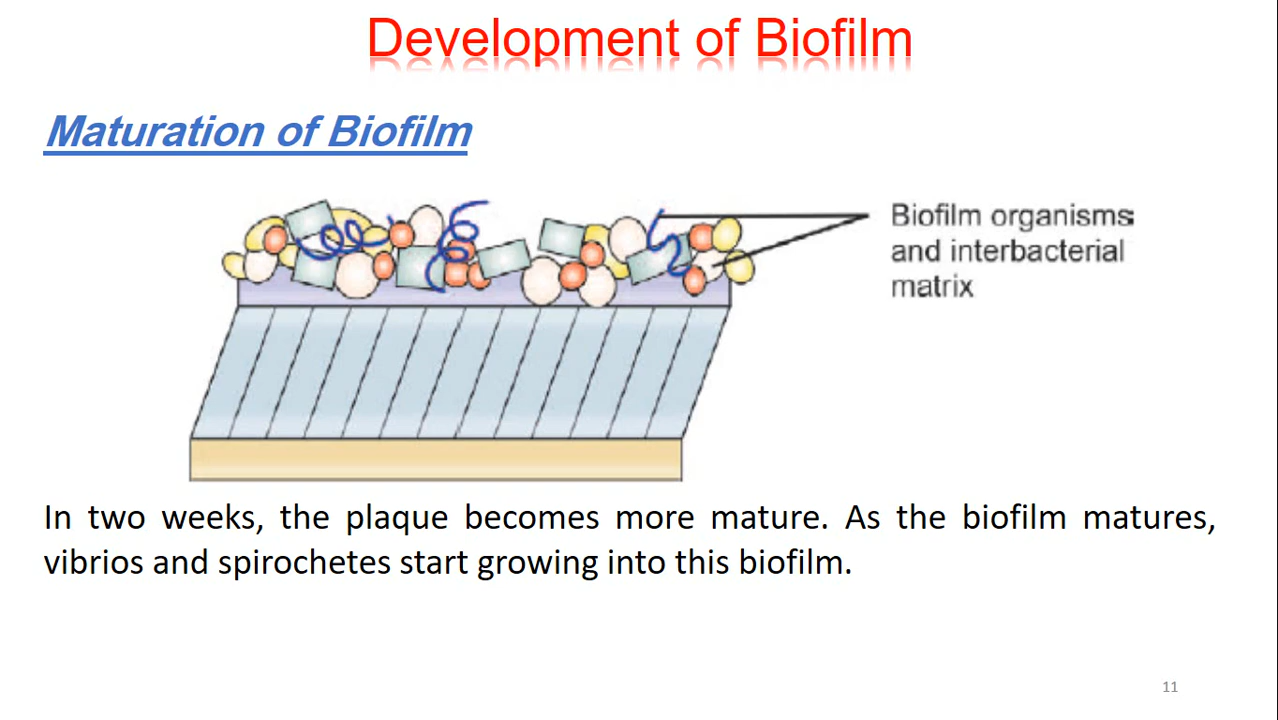 Development of Biofilm
Maturation of Biofilm
Biofilm organisms
and interbacterial
matrix
In two weeks, the plaque becomes more mature. As the biofilm matures,
vibrios and spirochetes start growing into this biofilm.
11